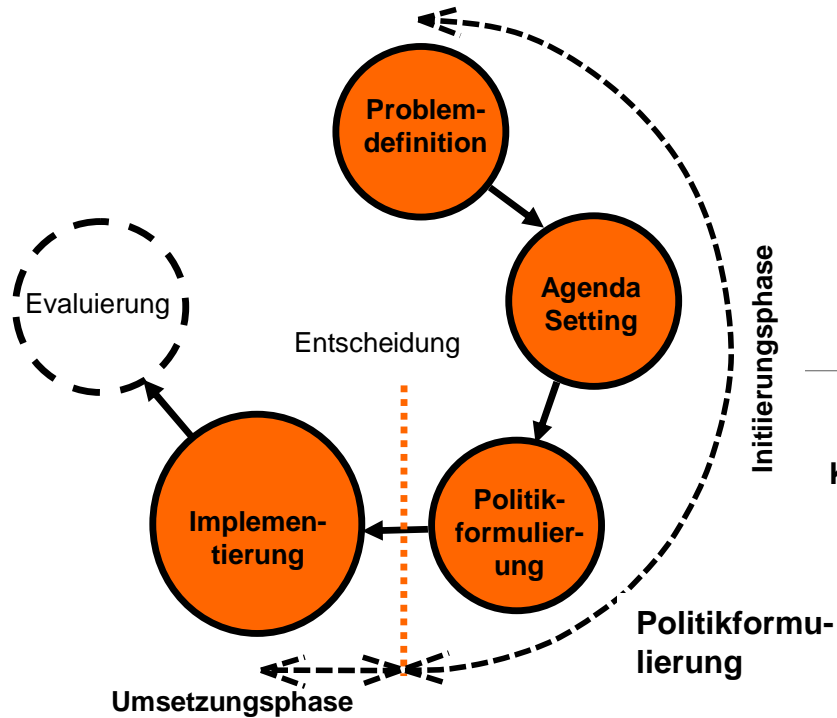 Problem-
definition
Agenda
Setting
Evaluierung
Entscheidung
Initiierungsphase
Politik-
formulier-
ung
Implemen-
tierung
Politikformu-
lierung
Umsetzungsphase